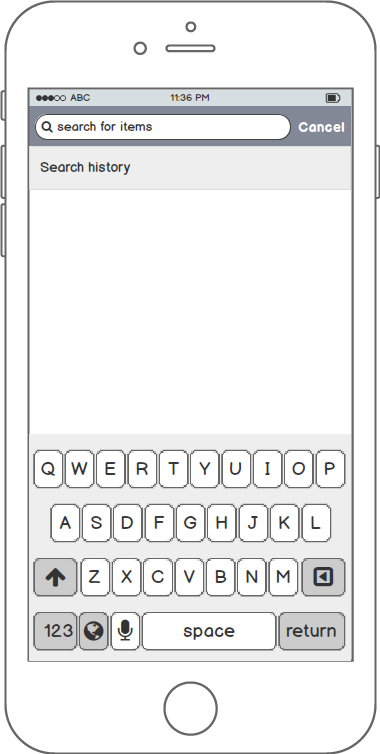 ABC 11:36 PM
search for items Cancel
Search history
Q W E R T Y U I O P
A S D F G H J K L
Z X C V B N M
123 space return